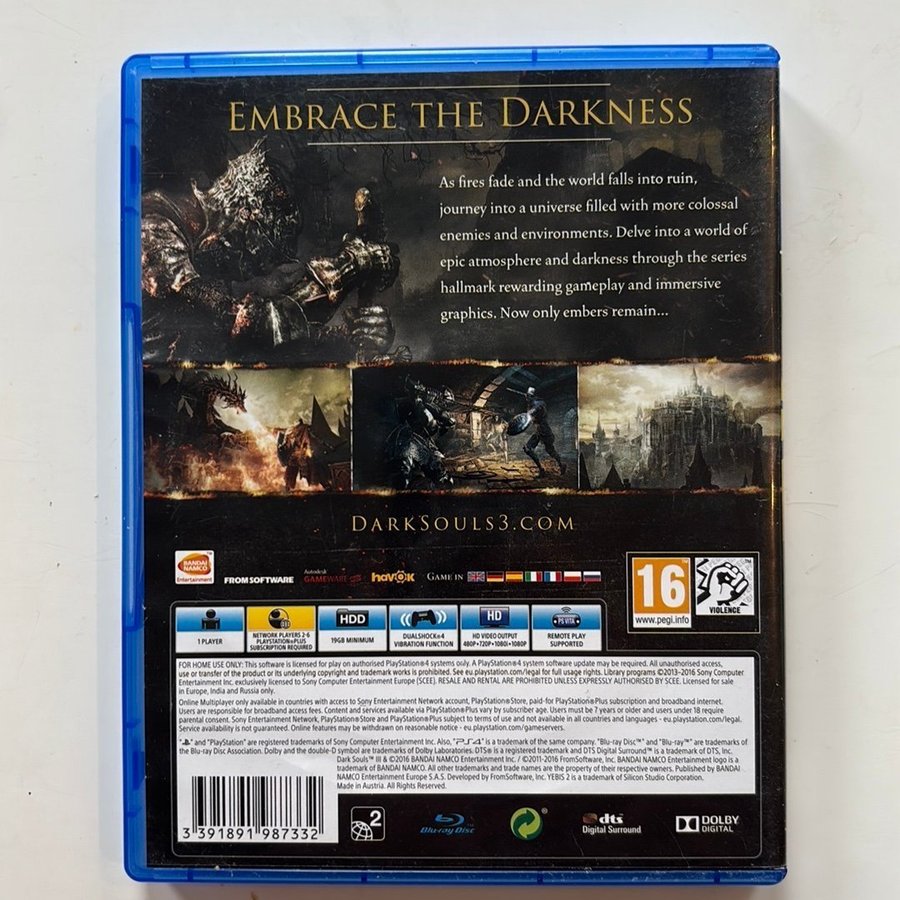 EMBRACE THE DARKNESS
As fires fade and the world falls into ruin,
journey into a universe filled with more colossal
enemies and environments. Delve into a world of
epic atmosphere and darkness through the series
hallmark rewarding gameplay and immersive
graphics. Now only embers remain...
DARKSOULS3.COM
BANDAI NAMCO Entertainment
FROMSOFTWARE
Autodesk GAMEWARE
havok
GAME IN
16
www.pegi.info
VIOLENCE
1 PLAYER
NETWORK PLAYERS 2-6
PLAYSTATION®PLUS
SUBSCRIPTION REQUIRED
HDD
19GB MINIMUM
DUALSHOCK®4
VIBRATION FUNCTION
HD
HD VIDEO OUTPUT
480P•720P•1080i•1080P
PS VITA
REMOTE PLAY
SUPPORTED
FOR HOME USE ONLY: This software is licensed for play on authorised PlayStation®4 systems only. A PlayStation®4 system software update may be required. All unauthorised access,
use or transfer of the product or its underlying copyright and trademark works is prohibited. See eu.playstation.com/legal for full usage rights. Library programs ©2013-2016 Sony Computer
Entertainment Inc. exclusively licensed to Sony Computer Entertainment Europe (SCEE). RESALE AND RENTAL ARE PROHIBITED UNLESS EXPRESSLY AUTHORISED BY SCEE. Licensed for sale
in Europe, India and Russia only.
Online Multiplayer only available in countries with access to Sony Entertainment Network account, PlayStation®Store, paid-for PlayStation®Plus subscription and broadband internet.
Users are responsible for broadband access fees. Content and services available via PlayStation®Plus vary by subscriber age. Users must be 7 years or older and users under 18 require
parental consent. Sony Entertainment Network, PlayStation®Store and PlayStation®Plus subject to terms of use and not available in all countries and languages - eu.playstation.com/legal.
Service availability is not guaranteed. Online features may be withdrawn on reasonable notice - eu.playstation.com/gameservers.
" " and "PlayStation" are registered trademarks of Sony Computer Entertainment Inc. Also, "PS4" is a trademark of the same company. "Blu-ray Disc™" and "Blu-ray™" are trademarks of
the Blu-ray Disc Association. Dolby and the double-D symbol are trademarks of Dolby Laboratories. DTS® is a registered trademark and DTS Digital Surround™ is a trademark of DTS, Inc.
Dark Souls™ III & ©2016 BANDAI NAMCO Entertainment Inc. / ©2011-2016 FromSoftware, Inc. BANDAI NAMCO Entertainment logo is a
trademark of BANDAI NAMCO. All other trademarks and trade names are the property of their respective owners. Published by BANDAI
NAMCO Entertainment Europe S.A.S. Developed by FromSoftware, Inc. YEBIS 2 is a trademark of Silicon Studio Corporation.
Made in Austria. All Rights Reserved.
3 391891 987332
2
Blu-ray Disc
dts Digital Surround
DOLBY DIGITAL